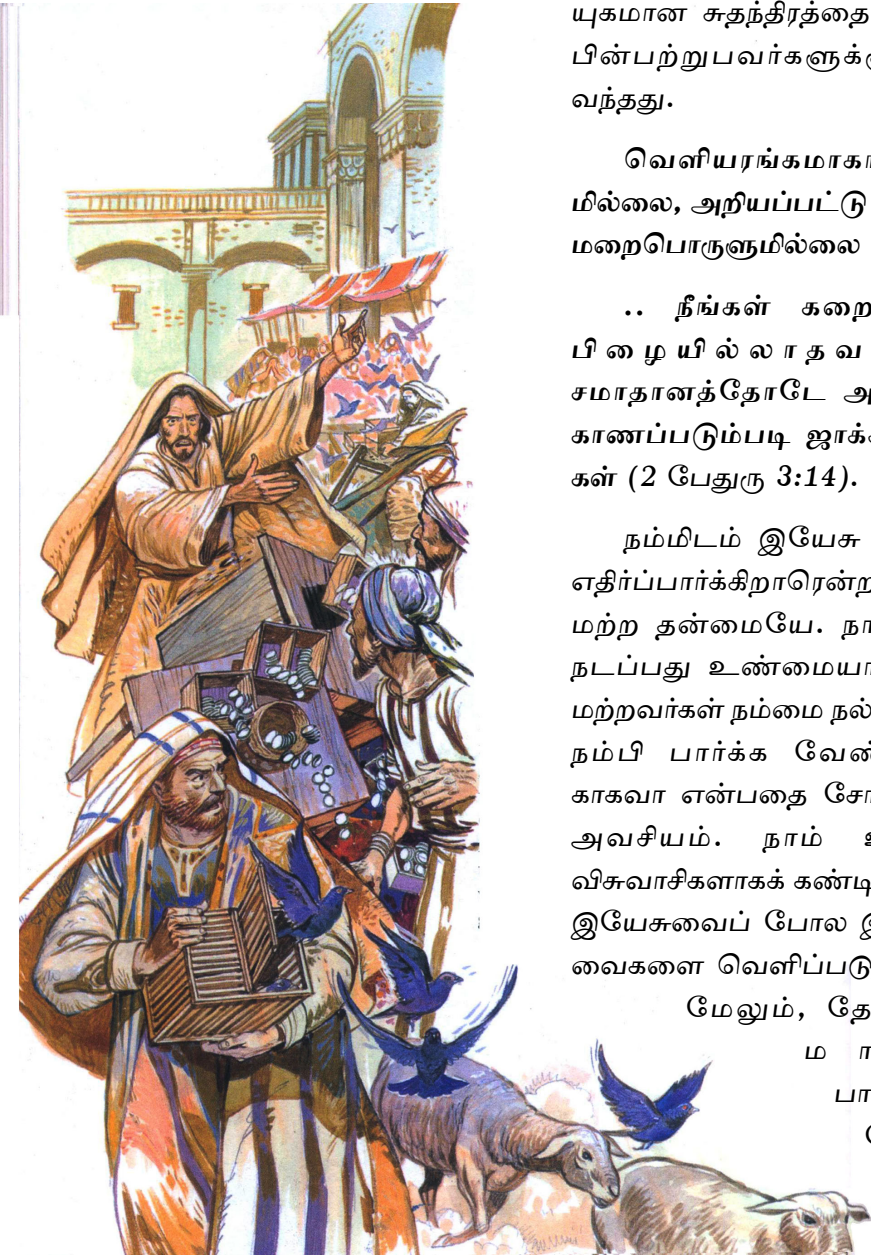 யுகமான சுதந்திரத்தை
பின்பற்றுபவர்களுக்கு
வந்தது.
வெளியரங்கமாகா
மில்லை, அறியப்பட்டு
மறைபொருளுமில்லை
.. நீங்கள் கறை
பிழையில்லாதவ
சமாதானத்தோடே அ
காணப்படும்படி ஜாக்
கள் (2 பேதுரு 3:14).
நம்மிடம் இயேசு
எதிர்ப்பார்க்கிறாரென்ற
மற்ற தன்மையே. நா
நடப்பது உண்மையா
மற்றவர்கள் நம்மை நல்
நம்பி பார்க்க வேண்
காகவா என்பதை சோ
அவசியம். நாம் உ
விசுவாசிகளாகக் கண்டி
இயேசுவைப் போல இ
வைகளை வெளிப்படு
மேலும், தே
மா
பா